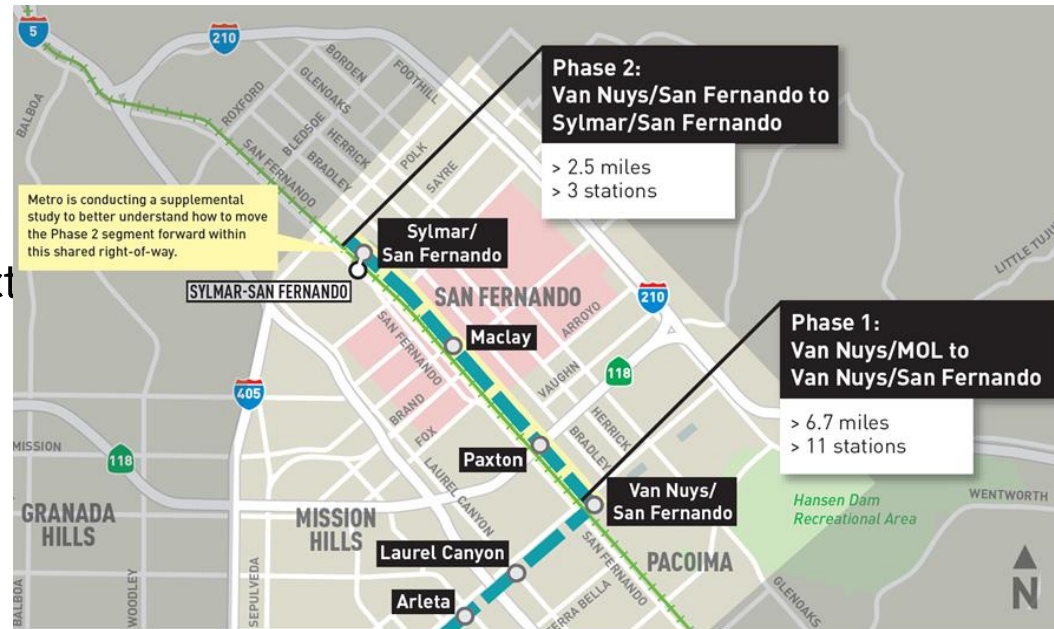 5
210
BALBOA
ROXFORD
BORDEN
GLENOAKS
FOOTHILL
BLEDSOE
HERRICK
BRADLEY
SAN FERNANDO
POLK
SAYRE
Phase 2:
Van Nuys/San Fernando to
Sylmar/San Fernando
> 2.5 miles
> 3 stations
Metro is conducting a supplemental
study to better understand how to move
the Phase 2 segment forward within
this shared right-of-way.
Sylmar/
San Fernando
SYLMAR-SAN FERNANDO
SAN FERNANDO
LITTLE TUJU
210
ARROYO
SAN FERNANDO
Maclay
Phase 1:
Van Nuys/MOL to
Van Nuys/San Fernando
> 6.7 miles
> 11 stations
VAUGHN
118
405
BRAND
FOX
HERRICK
BRADLEY
MISSION
118
Paxton
LAUREL CANYON
Van Nuys/
San Fernando
Hansen Dam
Recreational Area
WENTWORTH
GRANADA
HILLS
MISSION
HILLS
SAN FERNANDO
PACOIMA
Laurel Canyon
GLENOAKS
Arleta
BALBOA
WOODLEY
SEPULVEDA
ERRA BELLA
N